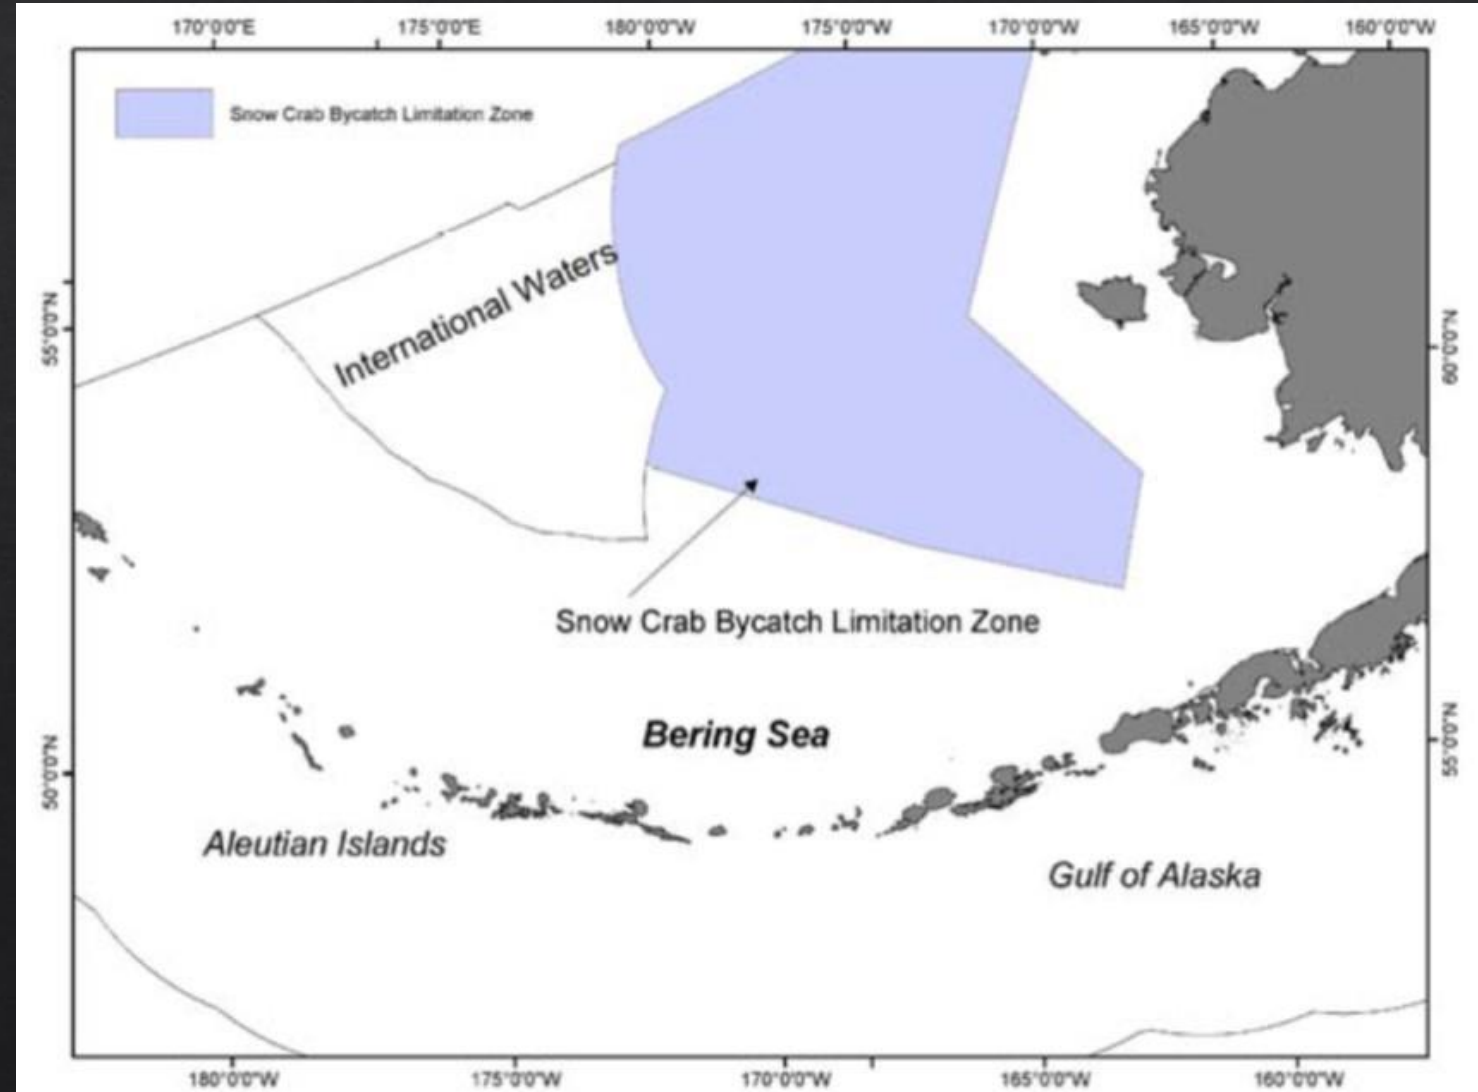 170°0'0"E 175°0'0"E 180°0'0"W 175°0'0"W 170°0'0"W 165°0'0"W 160°0'0"W
Snow Crab Bycatch Limitation Zone
International Waters
55°0'0"N
60°0'0"N
Snow Crab Bycatch Limitation Zone
Bering Sea
50°0'0"N
55°0'0"N
Aleutian Islands
Gulf of Alaska
180°0'0"W 175°0'0"W 170°0'0"W 165°0'0"W 160°0'0"W